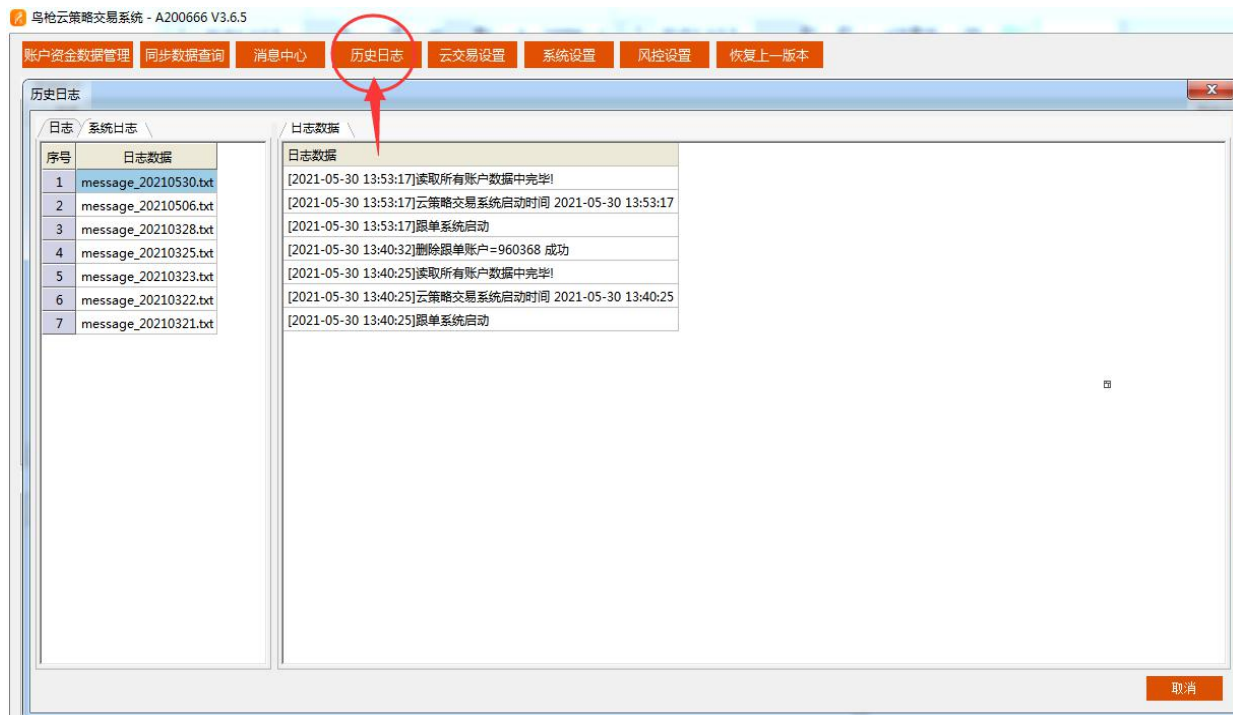 鸟枪云策略交易系统 - A200666 V3.6.5
账户资金数据管理 同步数据查询 消息中心 历史日志 云交易设置 系统设置 风控设置 恢复上一版本
历史日志
日志 系统日志 日志数据
序号 日志数据
1 message_20210530.txt
2 message_20210506.txt
3 message_20210328.txt
4 message_20210325.txt
5 message_20210323.txt
6 message_20210322.txt
7 message_20210321.txt
日志数据
[2021-05-30 13:53:17]读取所有账户数据中完毕!
[2021-05-30 13:53:17]云策略交易系统启动时间 2021-05-30 13:53:17
[2021-05-30 13:53:17]跟单系统启动
[2021-05-30 13:40:32]删除跟单账户=960368 成功
[2021-05-30 13:40:25]读取所有账户数据中完毕!
[2021-05-30 13:40:25]云策略交易系统启动时间 2021-05-30 13:40:25
[2021-05-30 13:40:25]跟单系统启动
取消